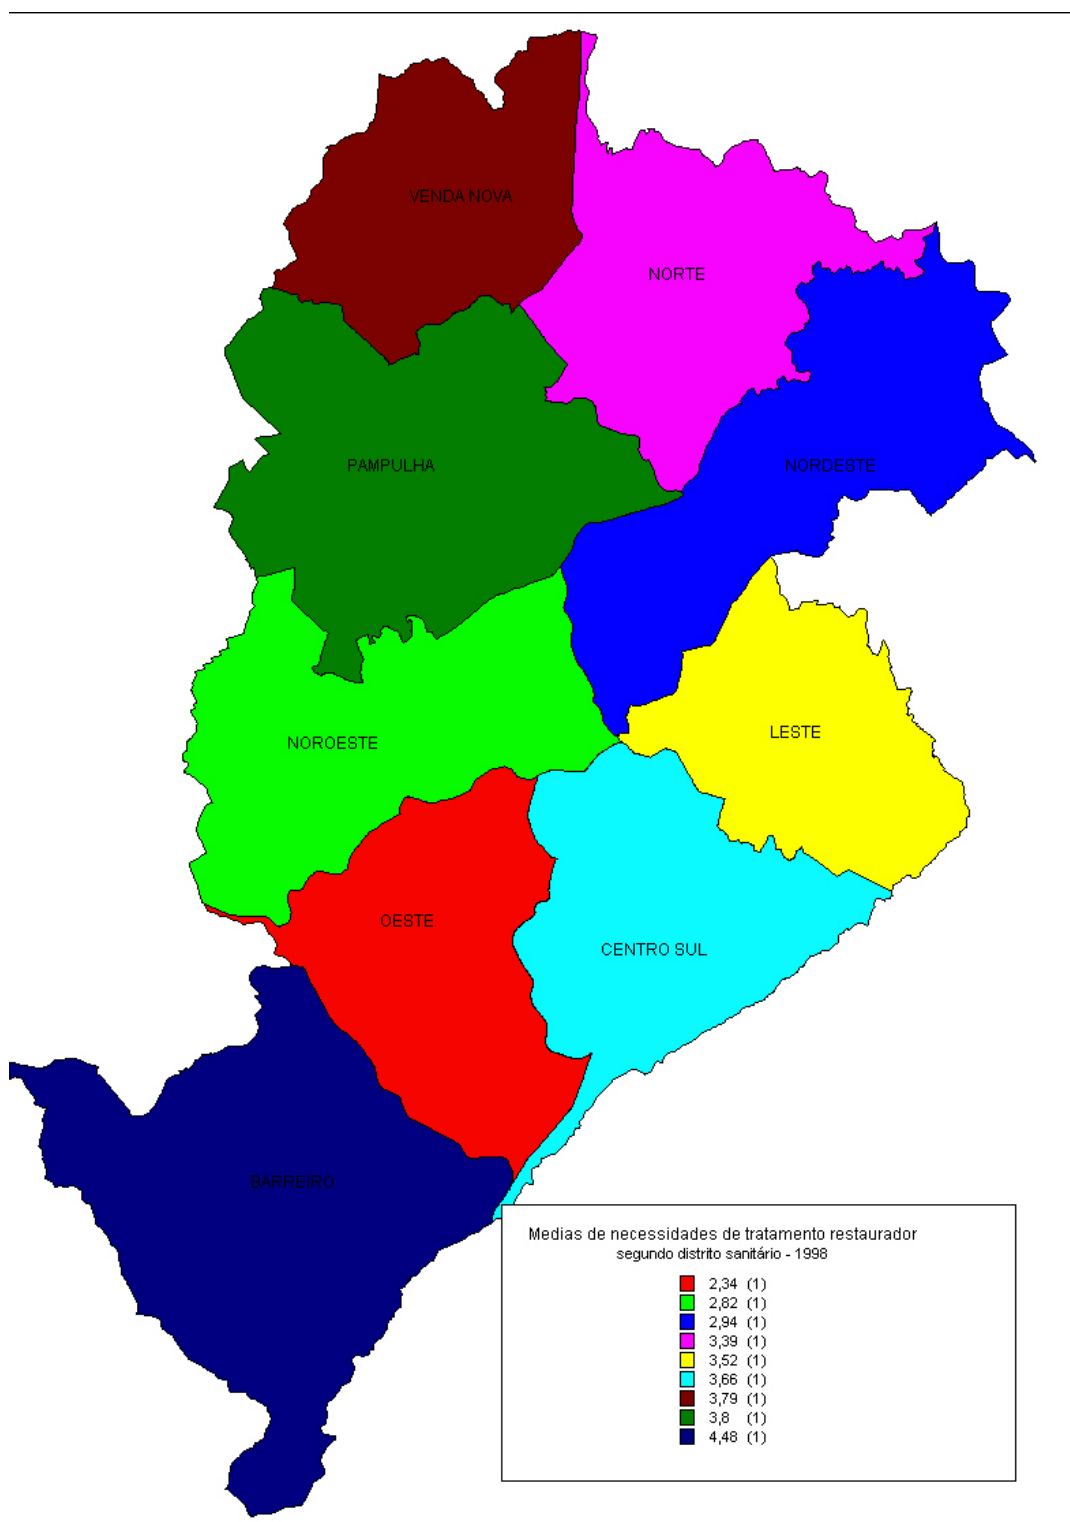 VENDA NOVA
NORTE
PAMPULHA
NORDESTE
NOROESTE
LESTE
OESTE
CENTRO SUL
BARREIRO
Medias de necessidades de tratamento restaurador
segundo distrito sanitário - 1998
2,34 (1)
2,82 (1)
2,94 (1)
3,39 (1)
3,52 (1)
3,66 (1)
3,79 (1)
3,8 (1)
4,48 (1)